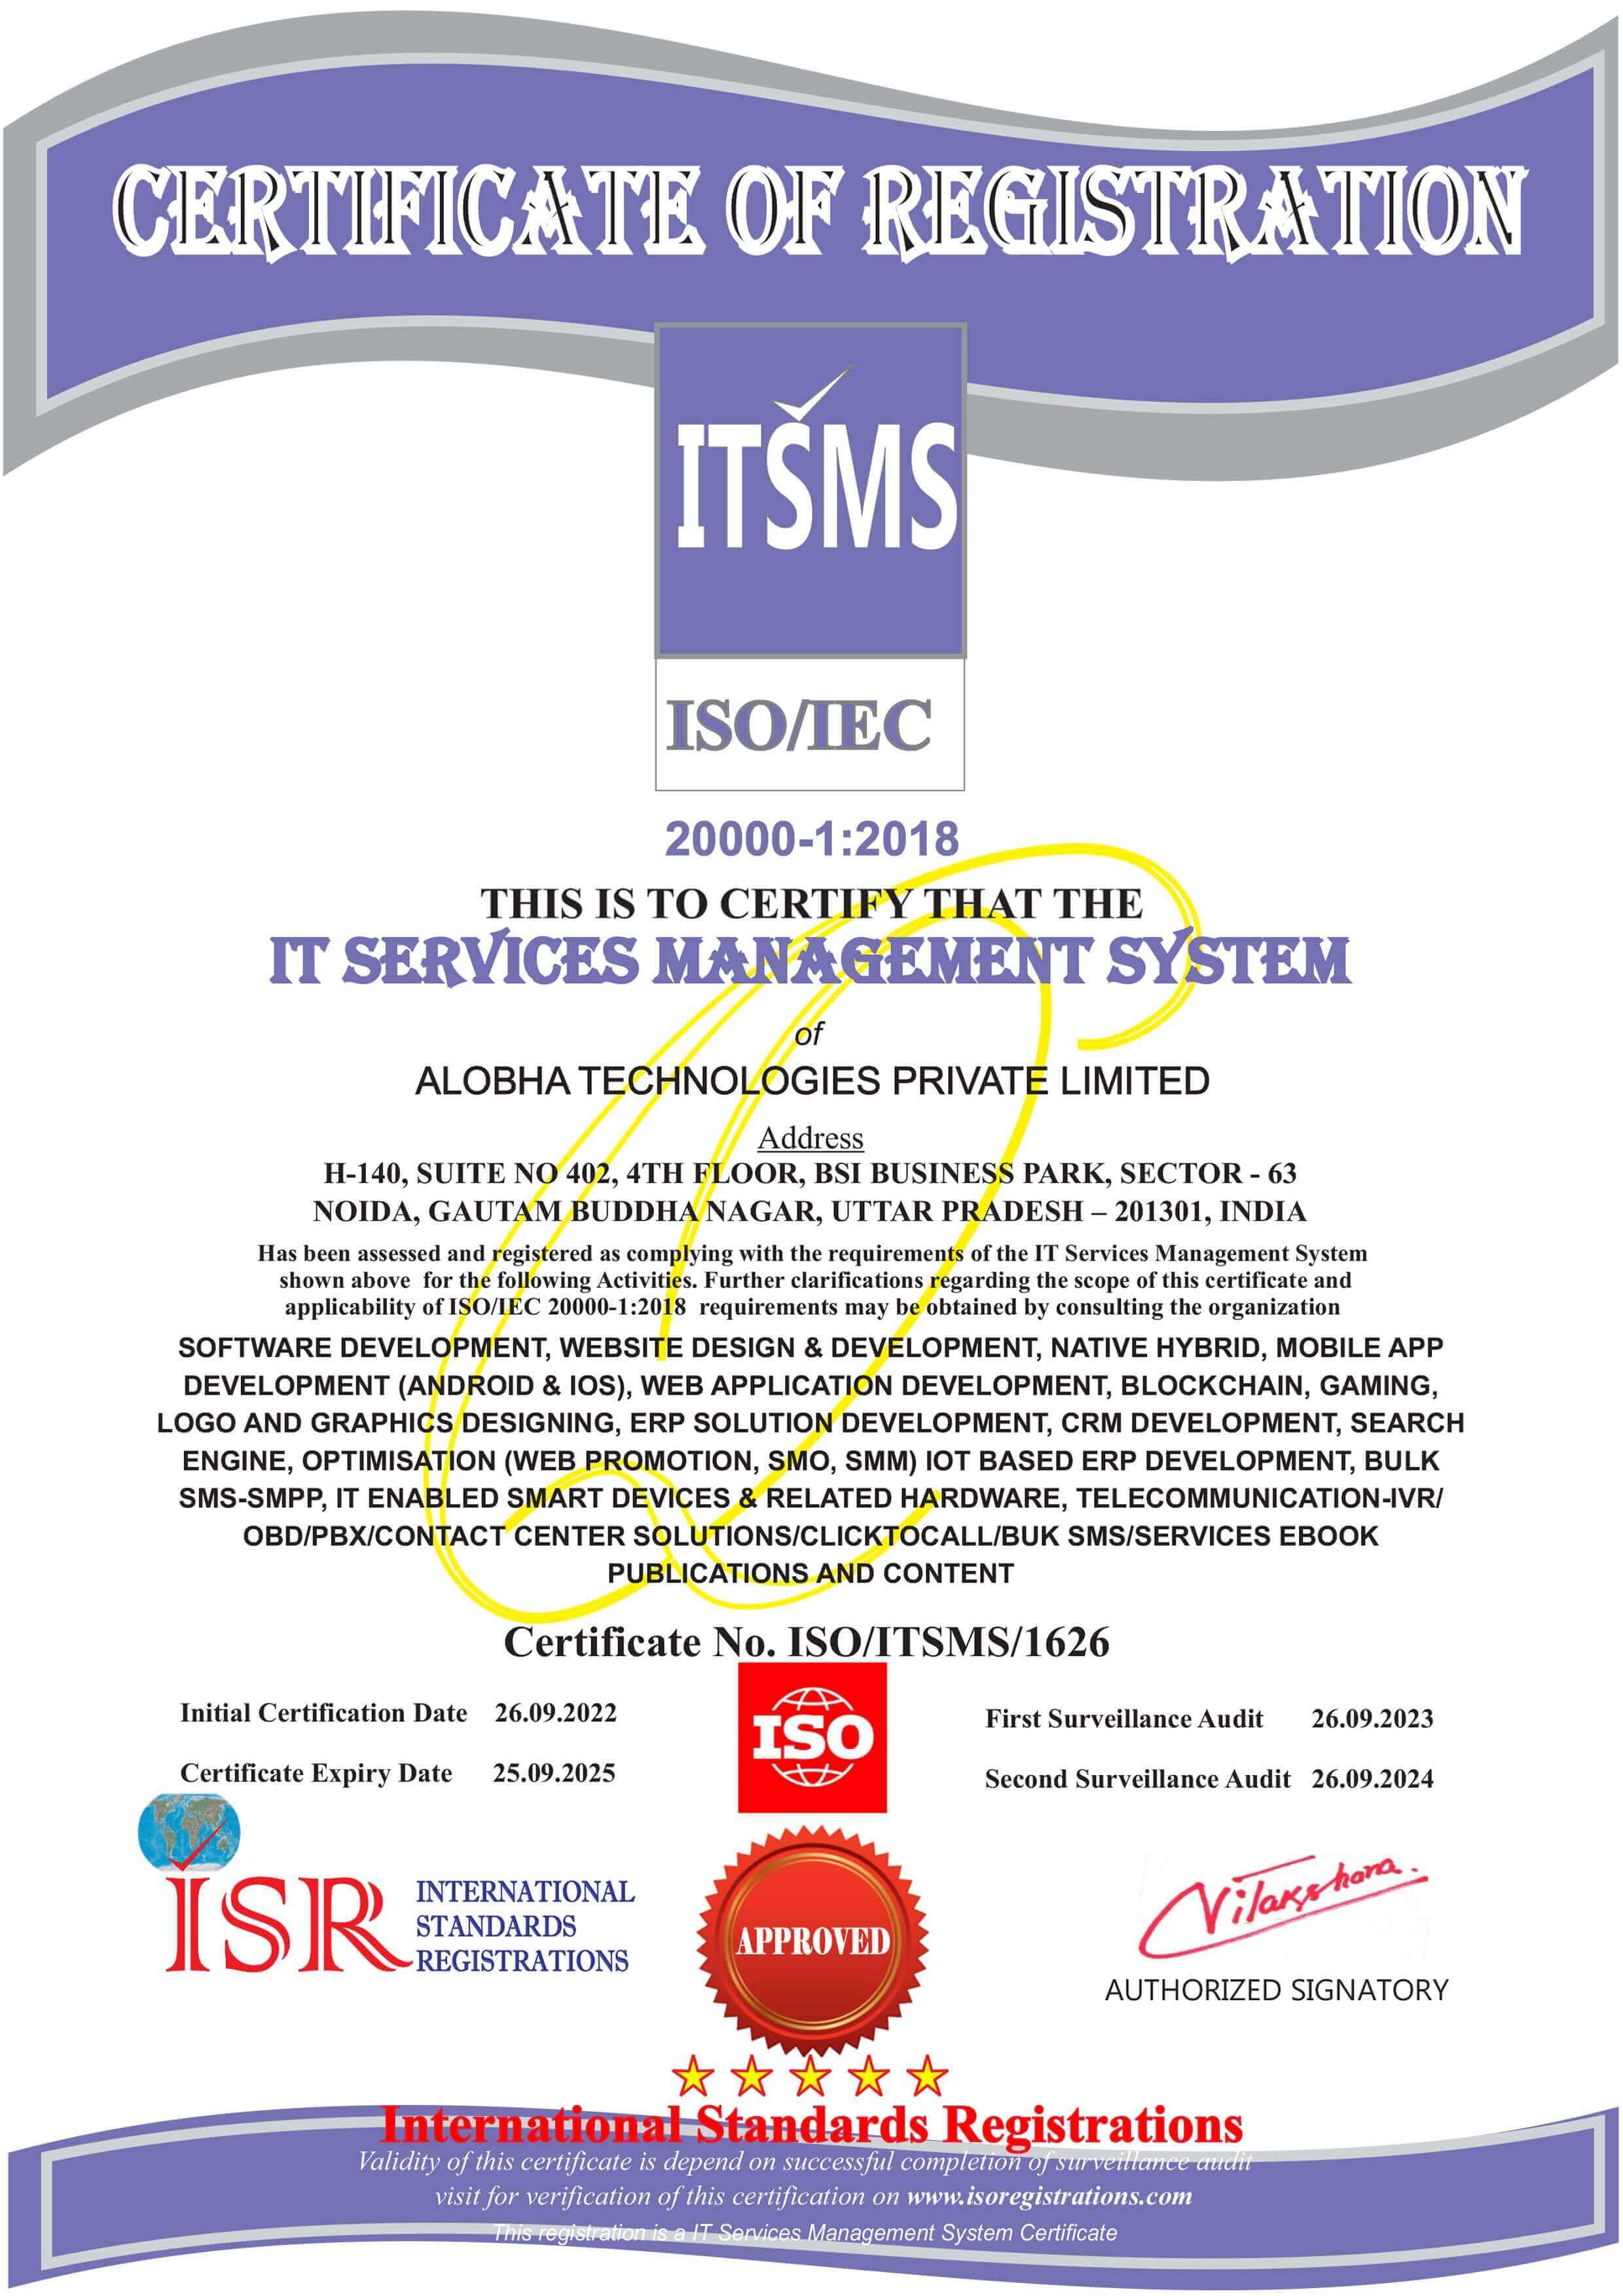 CERTIFICATE OF REGISTRATION
ITSMS
ISO/IEC
20000-1:2018
THIS IS TO CERTIFY THAT THE
IT SERVICES MANAGEMENT SYSTEM
of
ALOBHA TECHNOLOGIES PRIVATE LIMITED
Address
H-140, SUITE NO 402, 4TH FLOOR, BSI BUSINESS PARK, SECTOR - 63
NOIDA, GAUTAM BUDDHA NAGAR, UTTAR PRADESH – 201301, INDIA
Has been assessed and registered as complying with the requirements of the IT Services Management System
shown above for the following Activities. Further clarifications regarding the scope of this certificate and
applicability of ISO/IEC 20000-1:2018 requirements may be obtained by consulting the organization
SOFTWARE DEVELOPMENT, WEBSITE DESIGN & DEVELOPMENT, NATIVE HYBRID, MOBILE APP
DEVELOPMENT (ANDROID & IOS), WEB APPLICATION DEVELOPMENT, BLOCKCHAIN, GAMING,
LOGO AND GRAPHICS DESIGNING, ERP SOLUTION DEVELOPMENT, CRM DEVELOPMENT, SEARCH
ENGINE, OPTIMISATION (WEB PROMOTION, SMO, SMM) IOT BASED ERP DEVELOPMENT, BULK
SMS-SMPP, IT ENABLED SMART DEVICES & RELATED HARDWARE, TELECOMMUNICATION-IVR/
OBD/PBX/CONTACT CENTER SOLUTIONS/CLICKTOCALL/BUK SMS/SERVICES EBOOK
PUBLICATIONS AND CONTENT
Certificate No. ISO/ITSMS/1626
Initial Certification Date 26.09.2022
Certificate Expiry Date 25.09.2025
ISO
First Surveillance Audit 26.09.2023
Second Surveillance Audit 26.09.2024
ISR
INTERNATIONAL
STANDARDS
REGISTRATIONS
APPROVED
AUTHORIZED SIGNATORY
International Standards Registrations
Validity of this certificate is depend on successful completion of surveillance audit
visit for verification of this certification on www.isoregistrations.com
This registration is a IT Services Management System Certificate